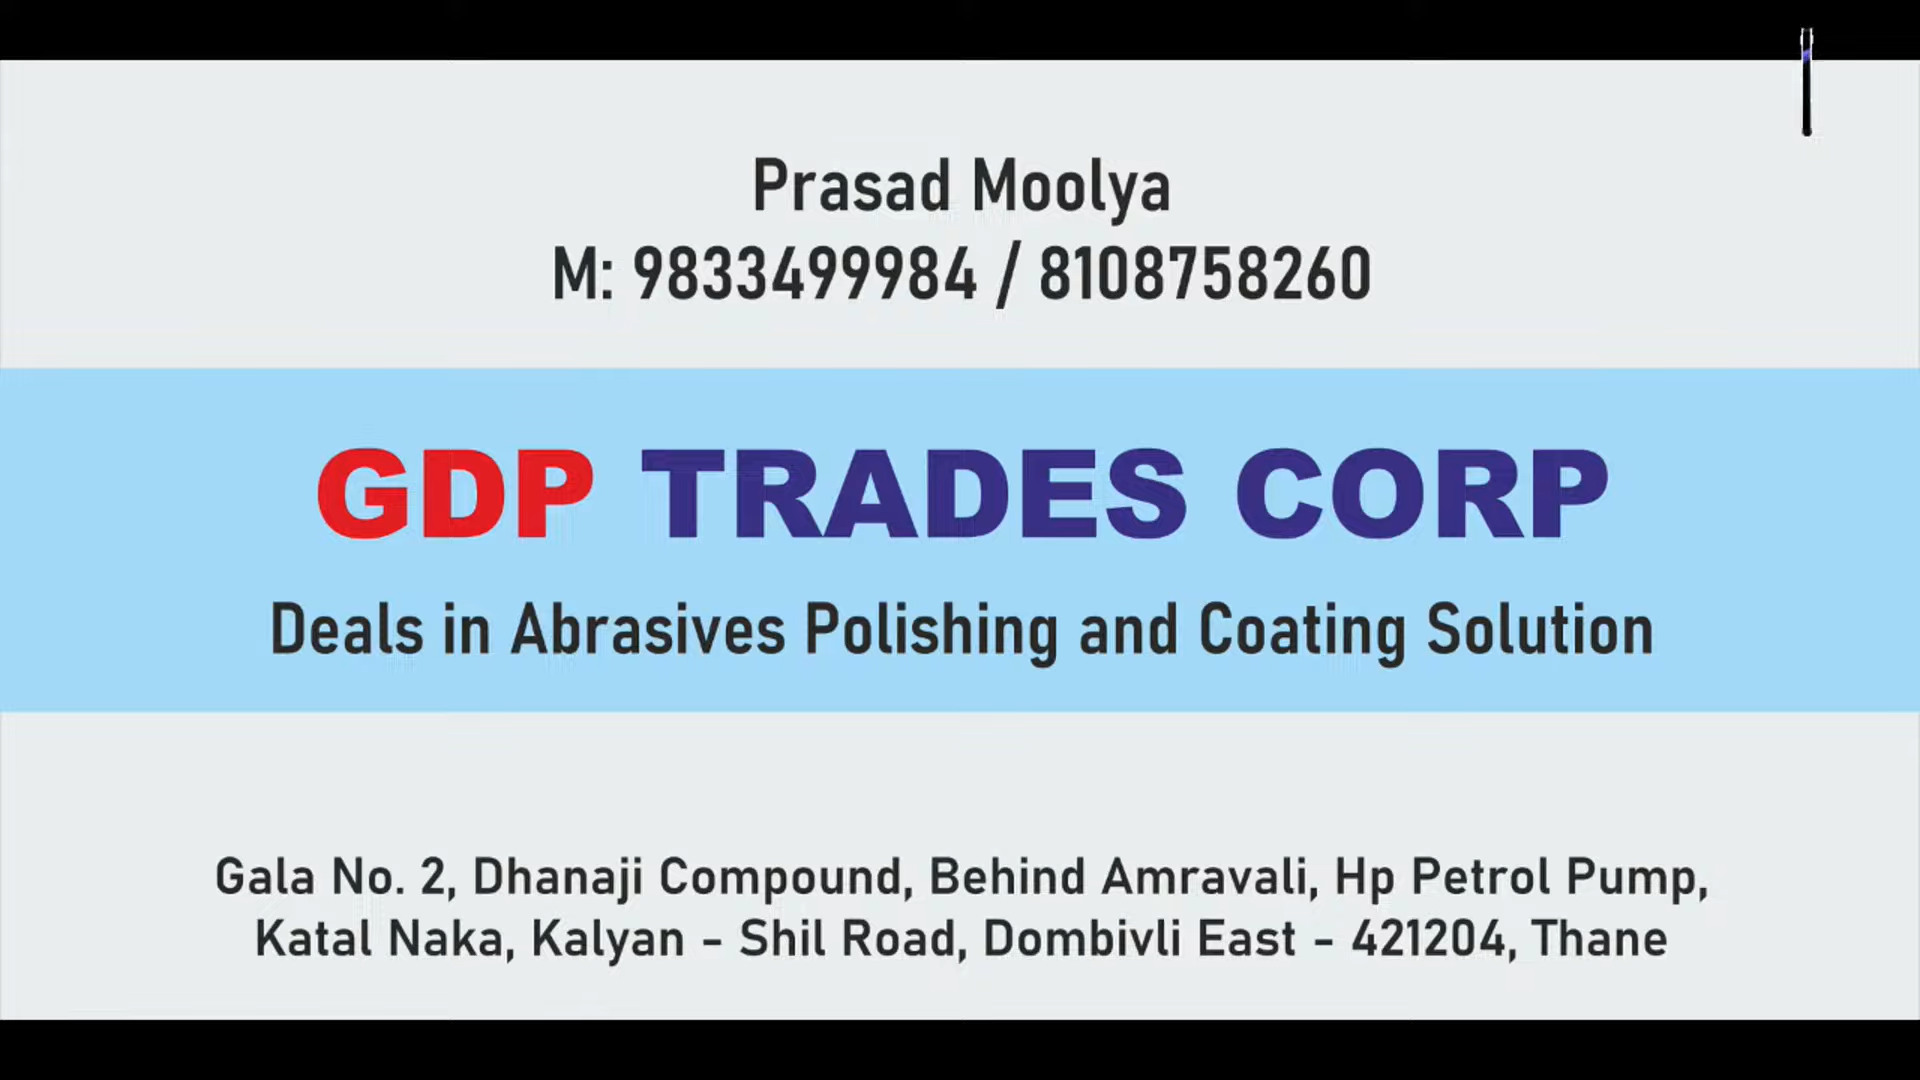 Prasad Moolya
M: 9833499984 / 8108758260
GDP TRADES CORP
Deals in Abrasives Polishing and Coating Solution
Gala No. 2, Dhanaji Compound, Behind Amravali, Hp Petrol Pump,
Katal Naka, Kalyan - Shil Road, Dombivli East - 421204, Thane